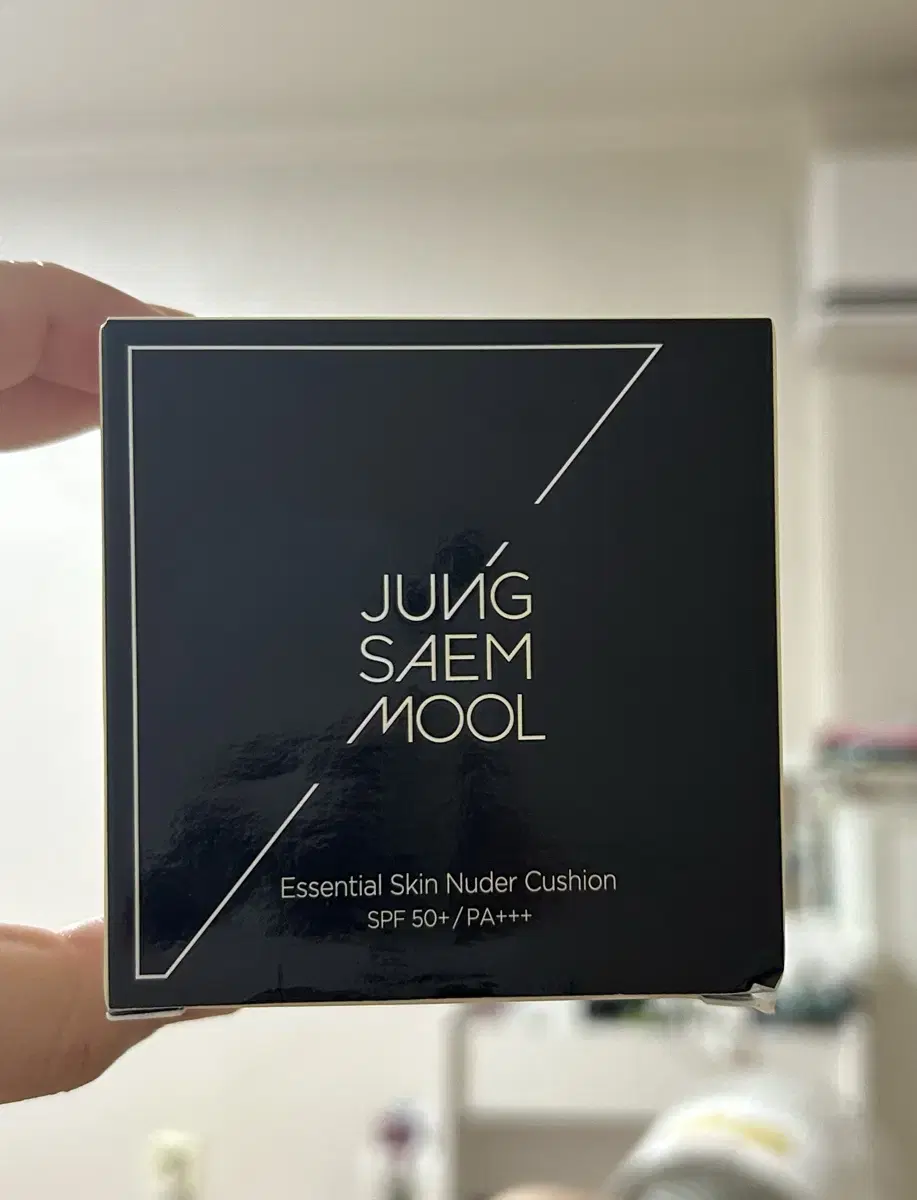 JUNG
SAEM
MOOL
Essential Skin Nuder Cushion
SPF 50+/PA+++